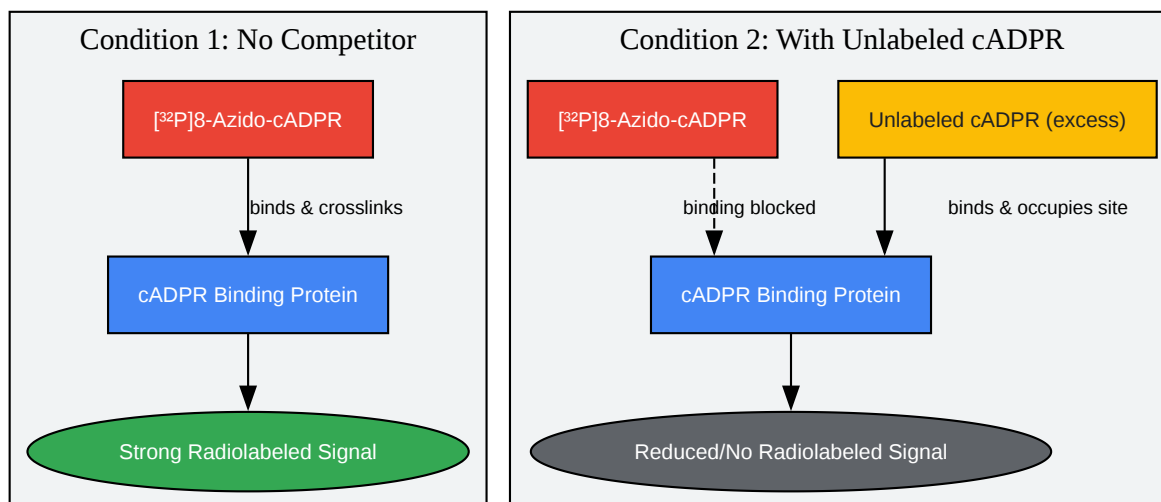 Condition 1: No Competitor
[³²P]8-Azido-cADPR
binds & crosslinks
cADPR Binding Protein
Strong Radiolabeled Signal
Condition 2: With Unlabeled cADPR
[³²P]8-Azido-cADPR
Unlabeled cADPR (excess)
binding blocked
binds & occupies site
cADPR Binding Protein
Reduced/No Radiolabeled Signal